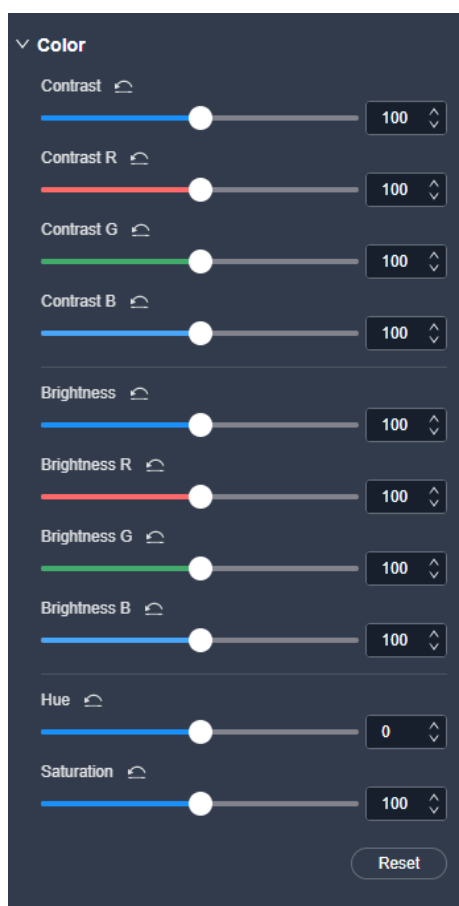 Color
Contrast
100
Contrast R
100
Contrast G
100
Contrast B
100
Brightness
100
Brightness R
100
Brightness G
100
Brightness B
100
Hue
0
Saturation
100
Reset